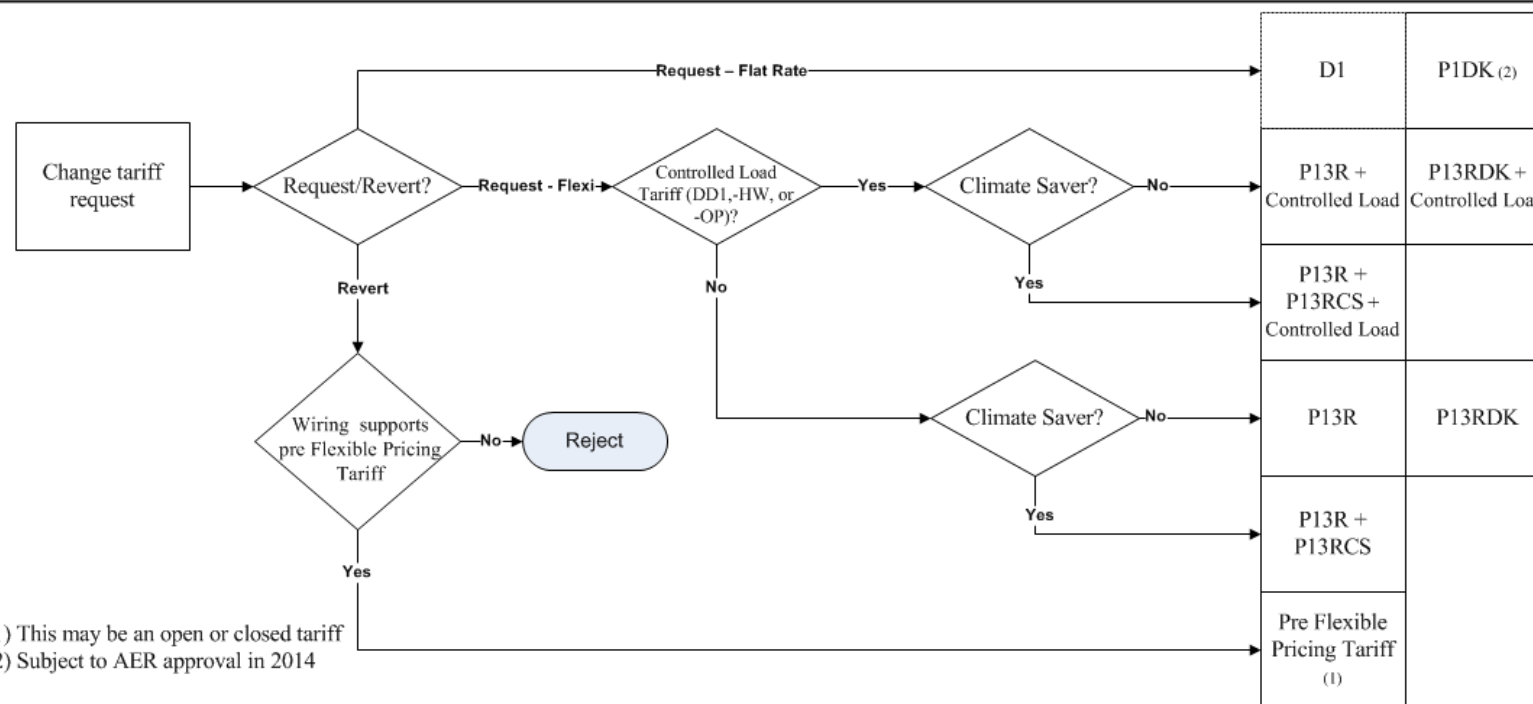 Request – Flat Rate
D1
P1DK (2)
Change tariff
request
Request/Revert?
Request - Flexi
Controlled Load
Tariff (DD1,-HW, or
-OP)?
Yes
Climate Saver?
No
P13R +
Controlled Load
P13RDK +
Controlled Loa
Revert
No
Yes
P13R +
P13RCS +
Controlled Load
Wiring supports
pre Flexible Pricing
Tariff
No
Reject
Climate Saver?
No
P13R
P13RDK
Yes
P13R +
P13RCS
Yes
Pre Flexible
Pricing Tariff
(1)
) This may be an open or closed tariff
2) Subject to AER approval in 2014